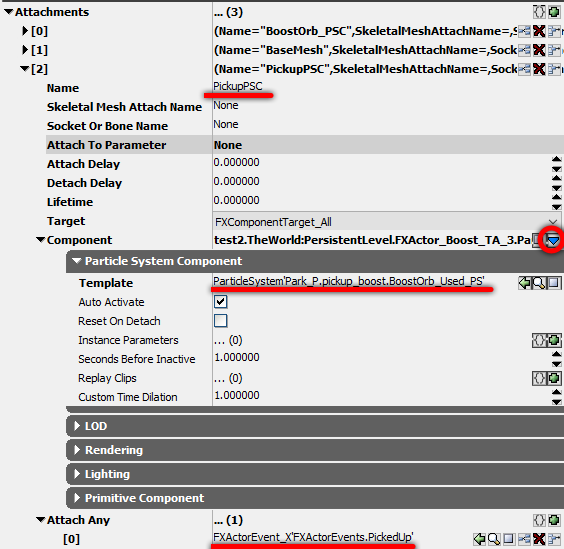 Attachments ... (3)
[0] (Name="BoostOrb_PSC",SkeletalMeshAttachName=,Sock
[1] (Name="BaseMesh",SkeletalMeshAttachName=,Socke
[2] (Name="PickupPSC",SkeletalMeshAttachName=,Sock
Name PickupPSC
Skeletal Mesh Attach Name None
Socket Or Bone Name None
Attach To Parameter None
Attach Delay 0.000000
Detach Delay 0.000000
Lifetime 0.000000
Target FXComponentTarget_All
Component test2.TheWorld:PersistentLevel.FXActor_Boost_TA_3.Pa
Particle System Component
Template ParticleSystem'Park_P.pickup_boost.BoostOrb_Used_PS'
Auto Activate
Reset On Detach
Instance Parameters ... (0)
Seconds Before Inactive 1.000000
Replay Clips ... (0)
Custom Time Dilation 1.000000
LOD
Rendering
Lighting
Primitive Component
Attach Any ... (1)
[0] FXActorEvent_X'FXActorEvents.PickedUp'